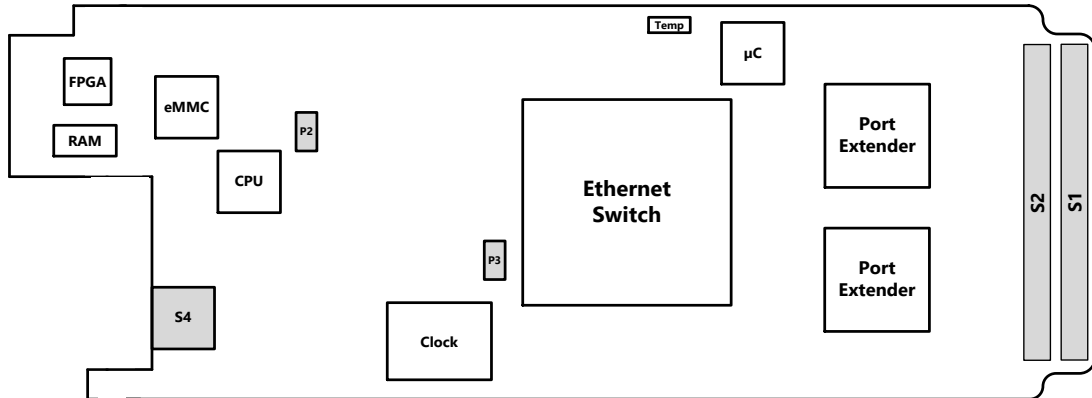 Temp
µC
FPGA
eMMC
RAM
P2
CPU
Port
Extender
Ethernet
Switch
S2
S1
P3
Port
Extender
S4
Clock